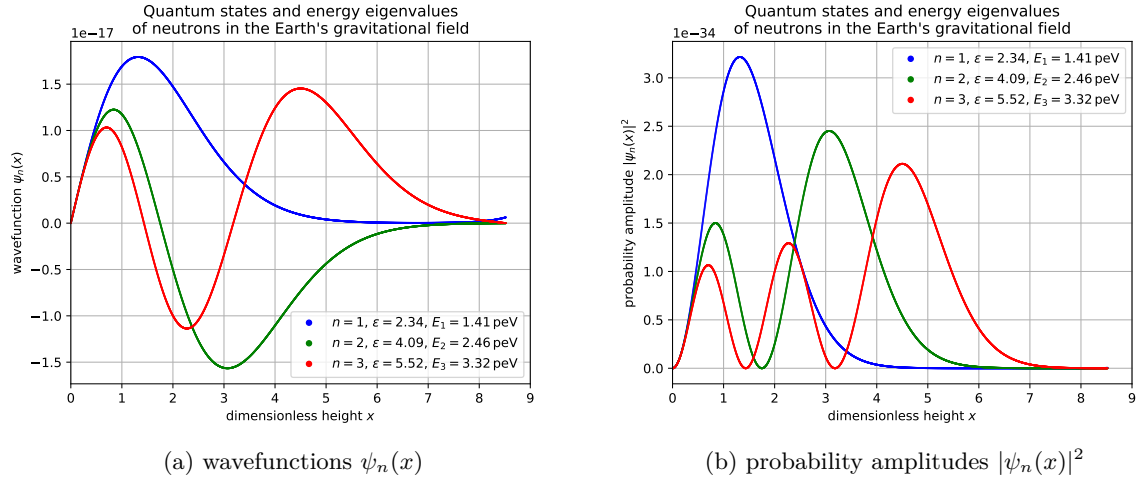 Quantum states and energy eigenvalues
of neutrons in the Earth's gravitational field
1e−17
1.5
1.0
0.5
0.0
−0.5
−1.0
−1.5
wavefunction ψₙ(x)
n = 1, ε = 2.34, E₁ = 1.41 peV
n = 2, ε = 4.09, E₂ = 2.46 peV
n = 3, ε = 5.52, E₃ = 3.32 peV
0 1 2 3 4 5 6 7 8 9
dimensionless height x
(a) wavefunctions ψₙ(x)
Quantum states and energy eigenvalues
of neutrons in the Earth's gravitational field
1e−34
3.0
2.5
2.0
1.5
1.0
0.5
0.0
probability amplitude |ψₙ(x)|²
n = 1, ε = 2.34, E₁ = 1.41 peV
n = 2, ε = 4.09, E₂ = 2.46 peV
n = 3, ε = 5.52, E₃ = 3.32 peV
0 1 2 3 4 5 6 7 8 9
dimensionless height x
(b) probability amplitudes |ψₙ(x)|²